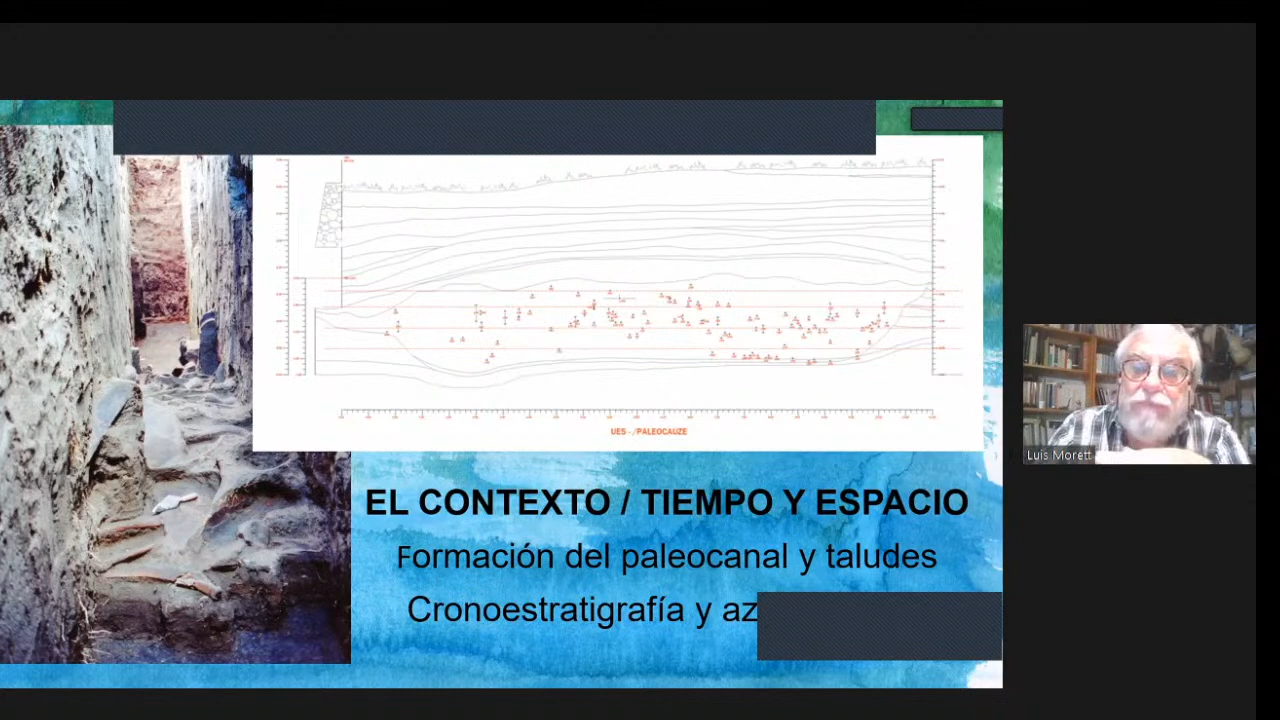 UES - /PALEOCAUZE
EL CONTEXTO / TIEMPO Y ESPACIO
Formación del paleocanal y taludes
Cronoestratigrafía y az
Luis Morett